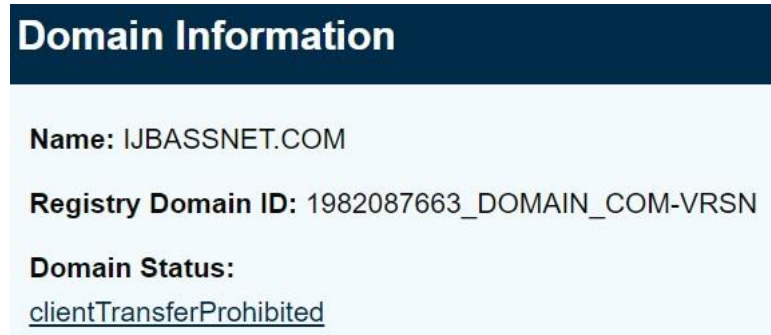 Domain Information
Name: IJBASSNET.COM
Registry Domain ID: 1982087663_DOMAIN_COM-VRSN
Domain Status:
clientTransferProhibited